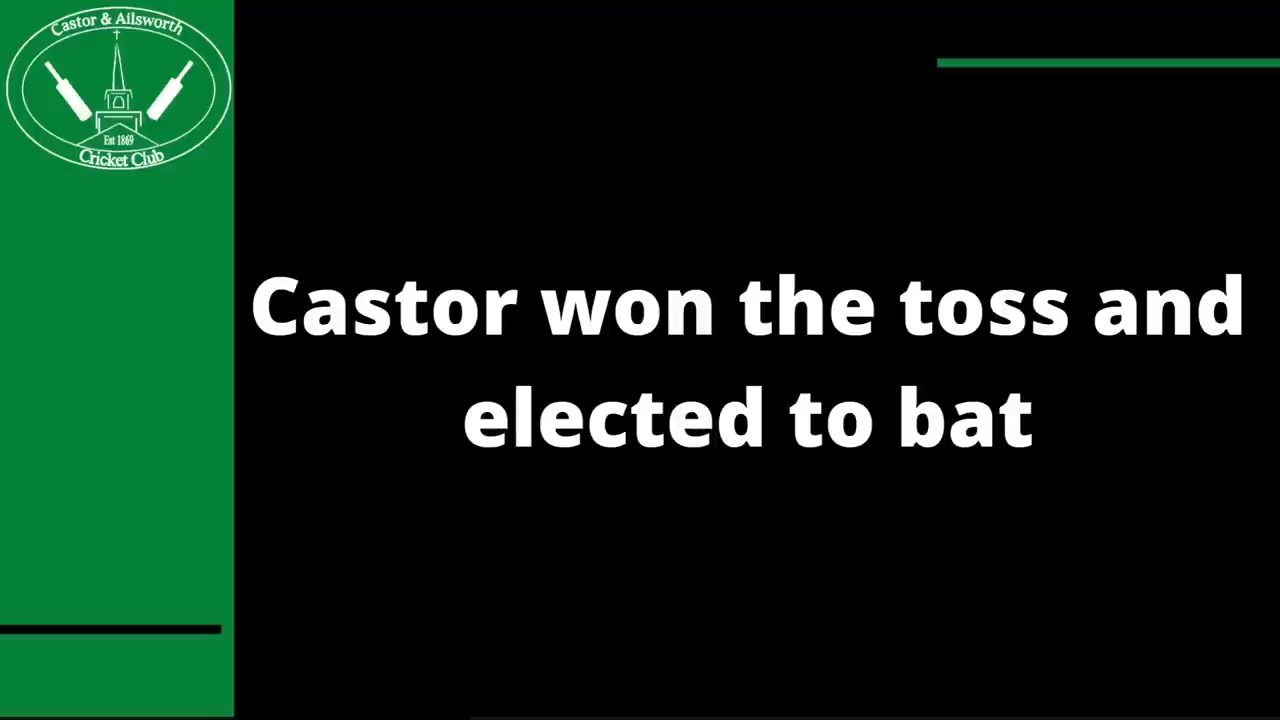 Castor & Ailsworth
Est 1869
Cricket Club
Castor won the toss and
elected to bat